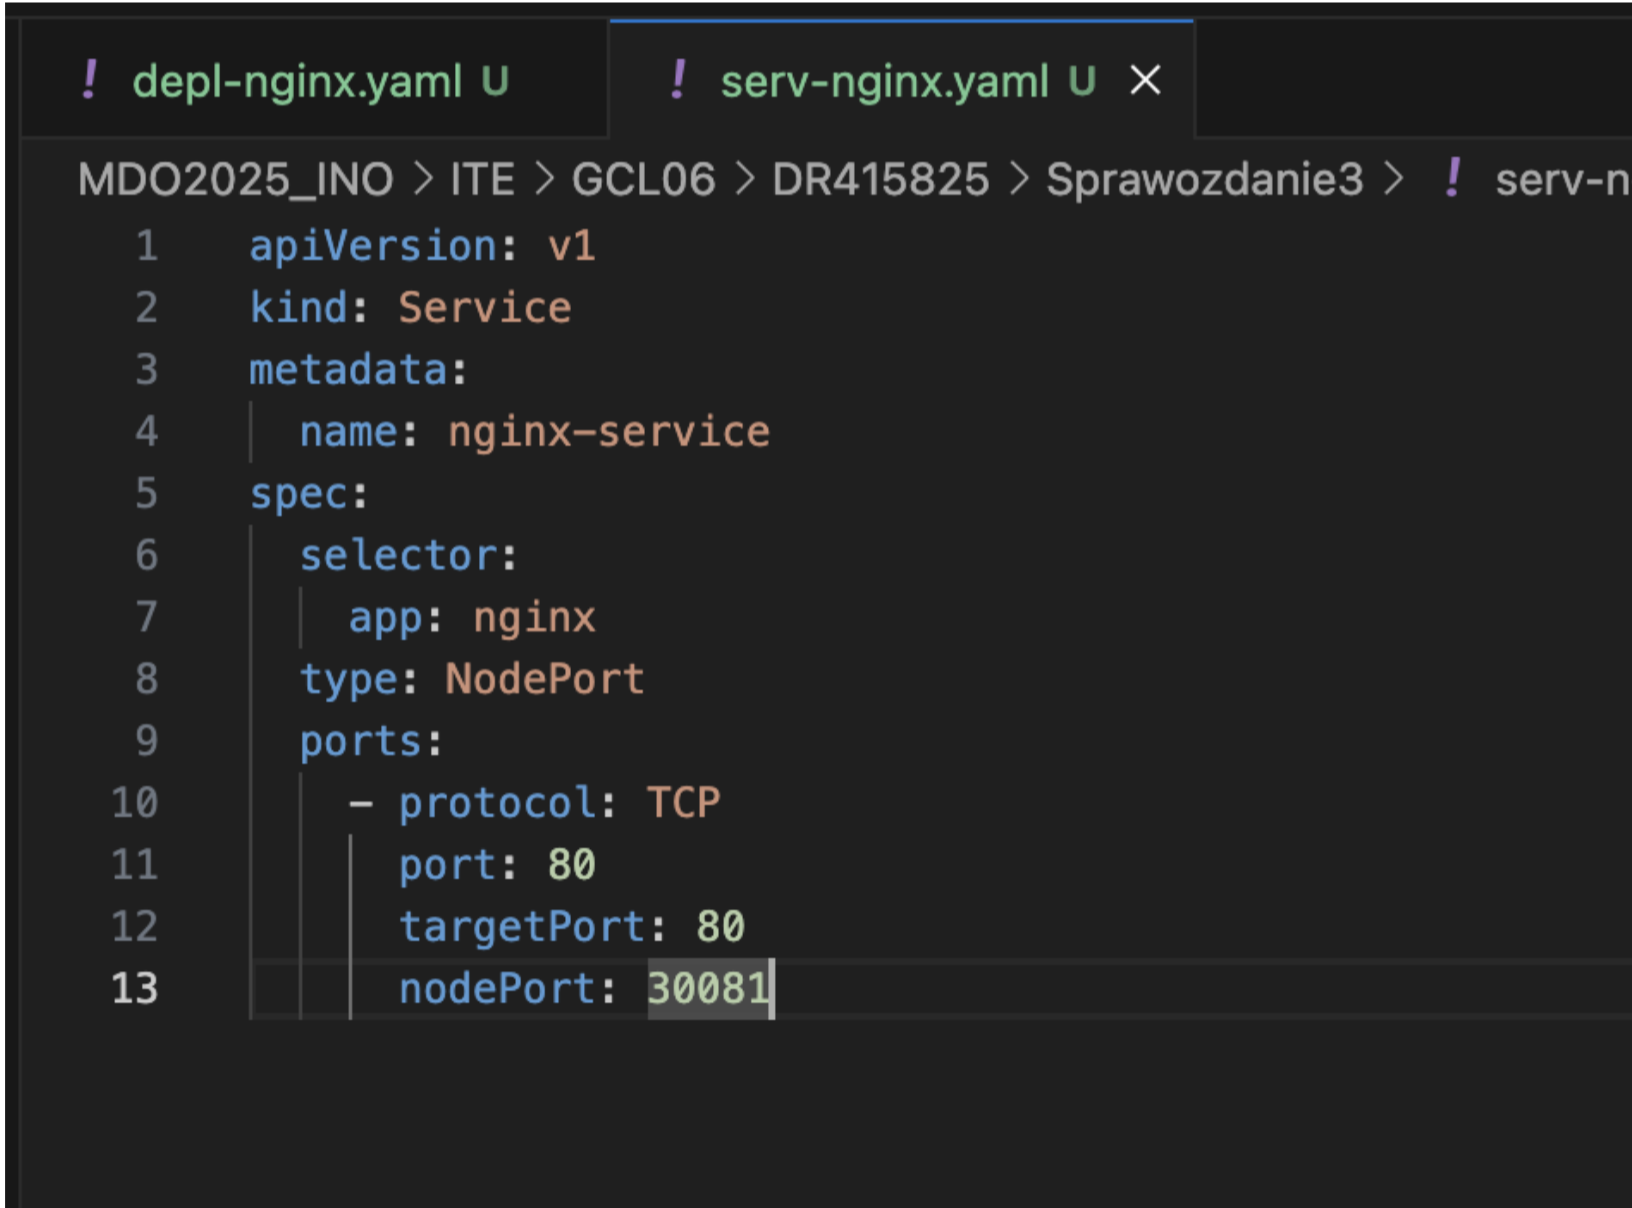 ! depl-nginx.yaml U ! serv-nginx.yaml U ×
MDO2025_INO > ITE > GCL06 > DR415825 > Sprawozdanie3 > ! serv-n
1 apiVersion: v1
2 kind: Service
3 metadata:
4   name: nginx-service
5 spec:
6   selector:
7     app: nginx
8   type: NodePort
9   ports:
10     - protocol: TCP
11       port: 80
12       targetPort: 80
13       nodePort: 30081